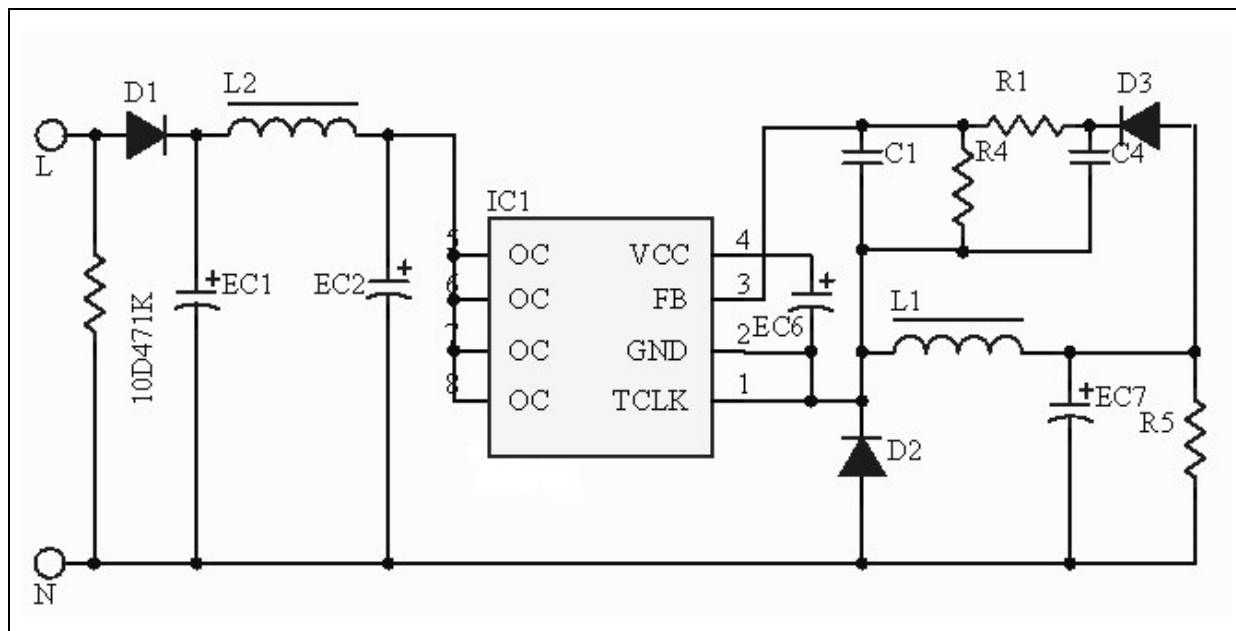 D1
L2
R1
D3
L
C1
R4
C4
IC1
5
OC
VCC
4
6
OC
FB
3
EC1
EC2
EC6
L1
7
OC
GND
2
8
OC
TCLK
1
10D471K
EC7
R5
D2
N